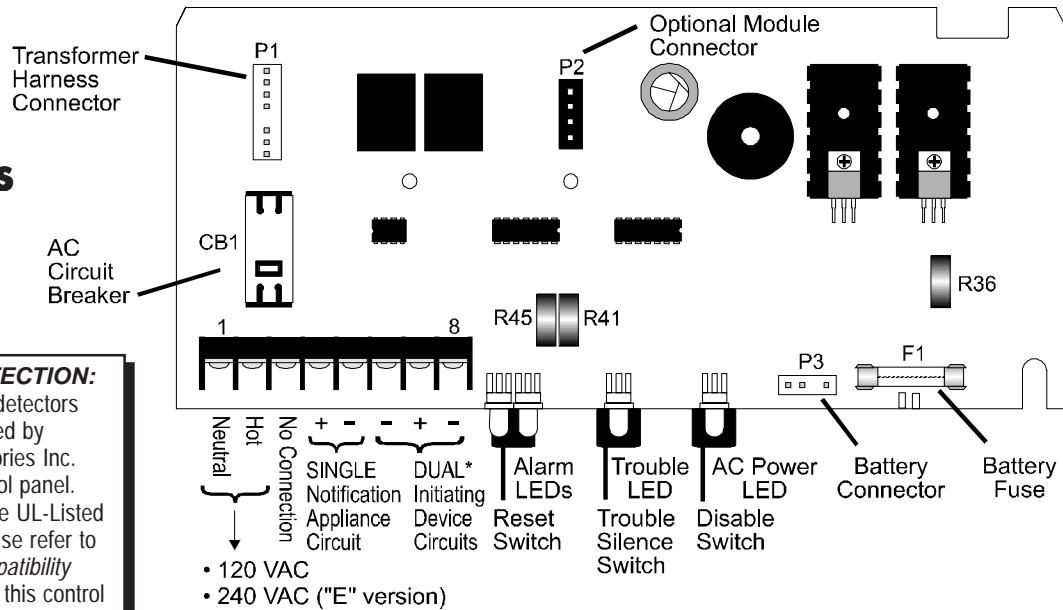 Transformer
Harness
Connector
P1
Optional Module
Connector
P2
s
AC
Circuit
Breaker
CB1
R45
R41
R36
1
8
P3
F1
TECTION:
detectors
ed by
ories Inc.
ol panel.
e UL-Listed
se refer to
patibility
this control
Neutral
Hot
No Connection
+ - - + -
SINGLE
Notification
Appliance
Circuit
DUAL*
Initiating
Device
Circuits
Alarm
LEDs
Reset
Switch
Trouble
LED
Trouble
Silence
Switch
AC Power
LED
Disable
Switch
Battery
Connector
Battery
Fuse
• 120 VAC
• 240 VAC ("E" version)